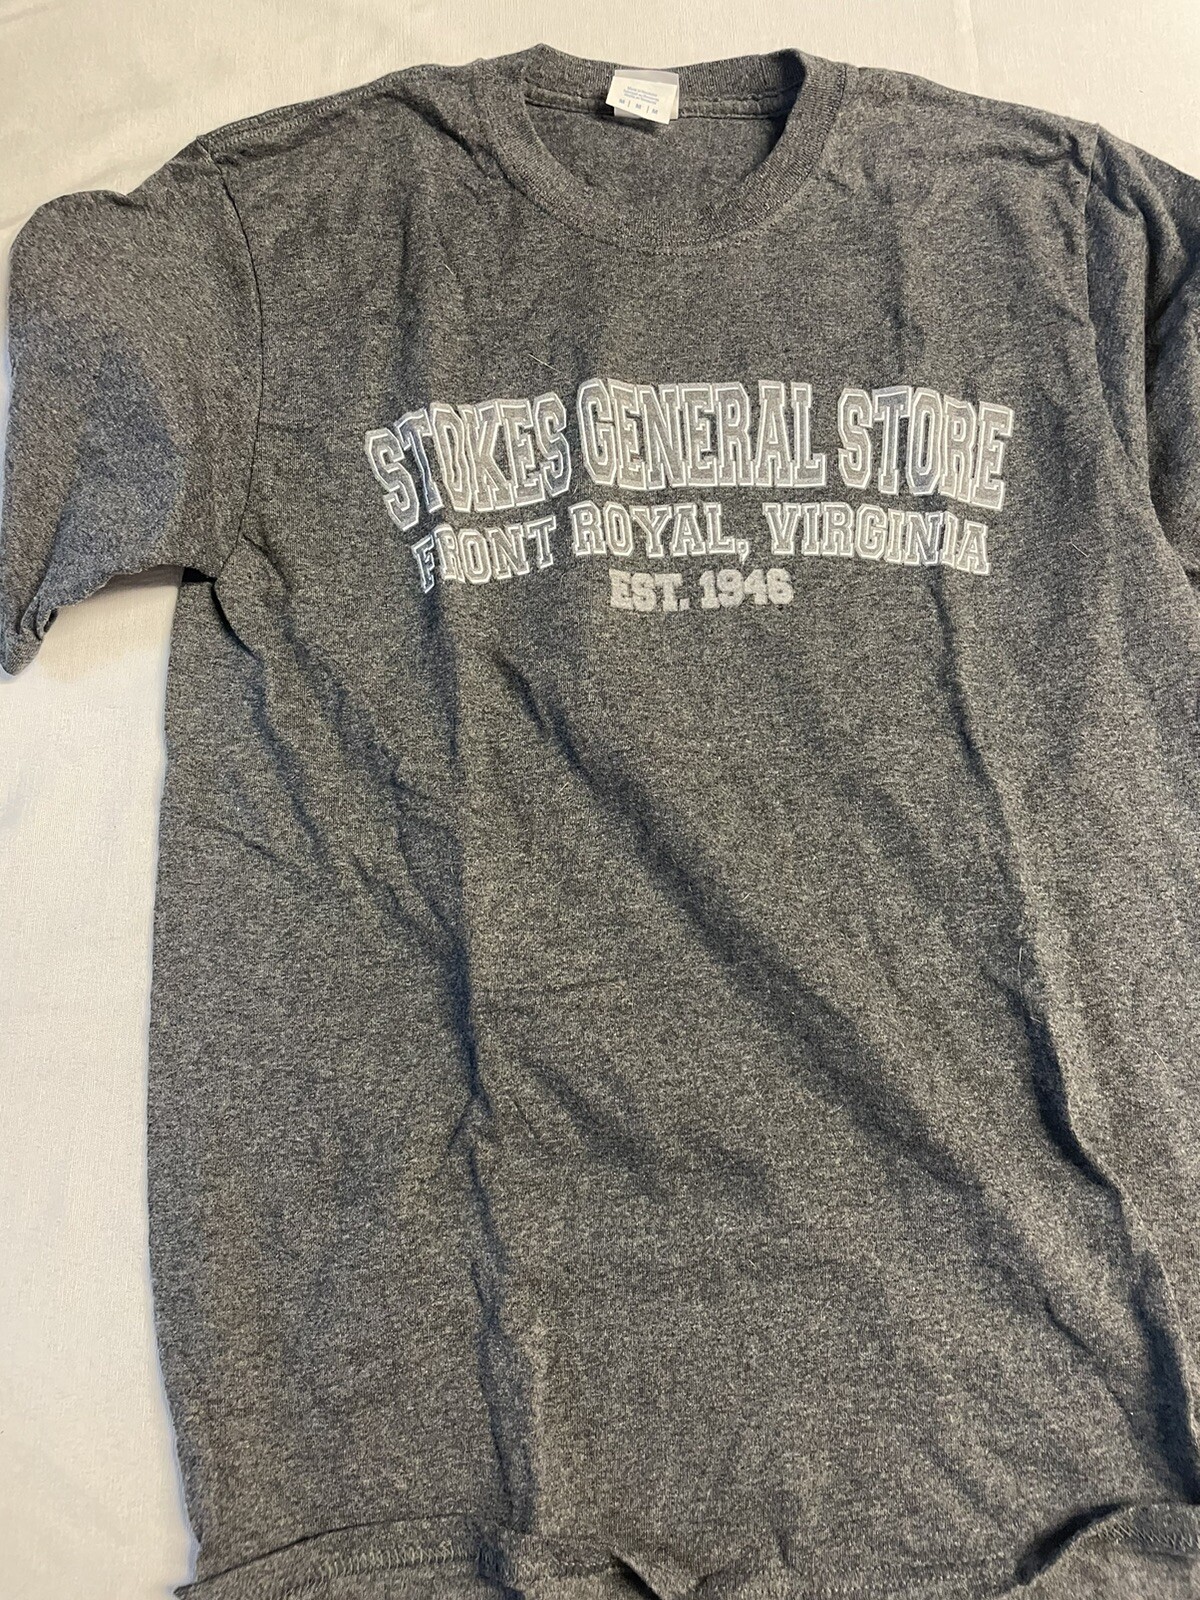 M | M | M
STOKES GENERAL STORE
FRONT ROYAL, VIRGINIA
EST. 1946